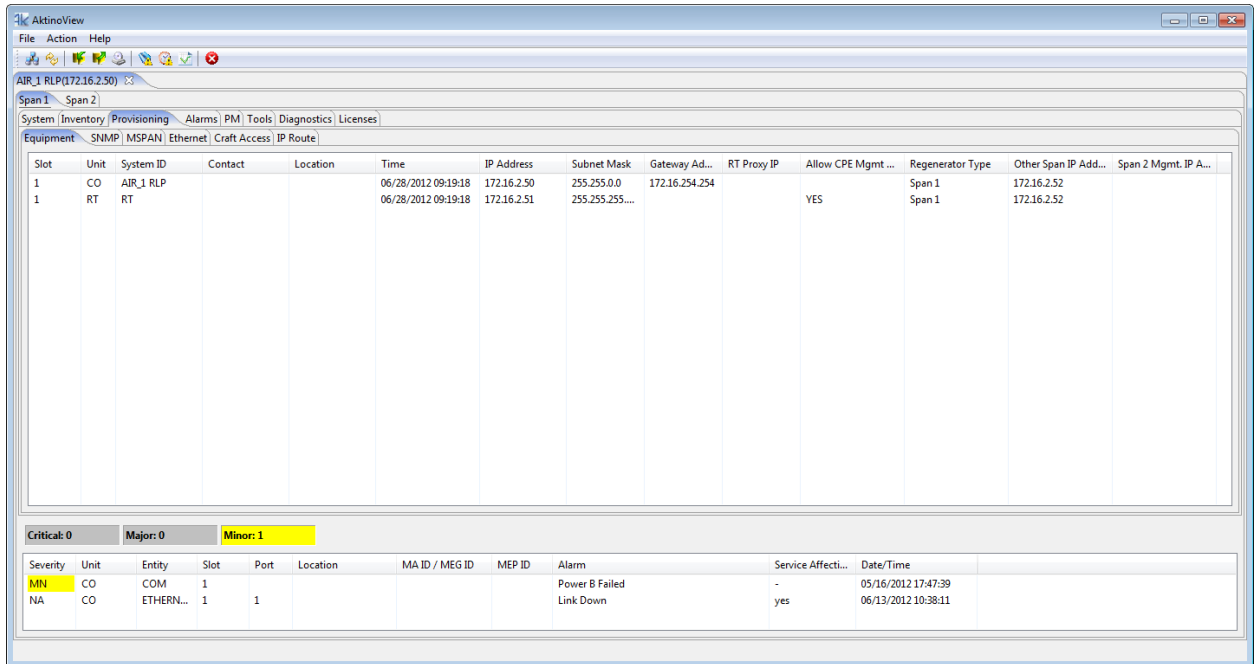 AktinoView
File Action Help
AIR_1 RLP(172.16.2.50)
Span 1 Span 2
System Inventory Provisioning Alarms PM Tools Diagnostics Licenses
Equipment SNMP MSPAN Ethernet Craft Access IP Route
Slot Unit System ID Contact Location Time IP Address Subnet Mask Gateway Ad... RT Proxy IP Allow CPE Mgmt ... Regenerator Type Other Span IP Add... Span 2 Mgmt. IP A...
1 CO AIR_1 RLP 06/28/2012 09:19:18 172.16.2.50 255.255.0.0 172.16.254.254 Span 1 172.16.2.52
1 RT RT 06/28/2012 09:19:18 172.16.2.51 255.255.255.... YES Span 1 172.16.2.52
Critical: 0 Major: 0 Minor: 1
Severity Unit Entity Slot Port Location MA ID / MEG ID MEP ID Alarm Service Affecti... Date/Time
MN CO COM 1 Power B Failed - 05/16/2012 17:47:39
NA CO ETHERN... 1 1 Link Down yes 06/13/2012 10:38:11